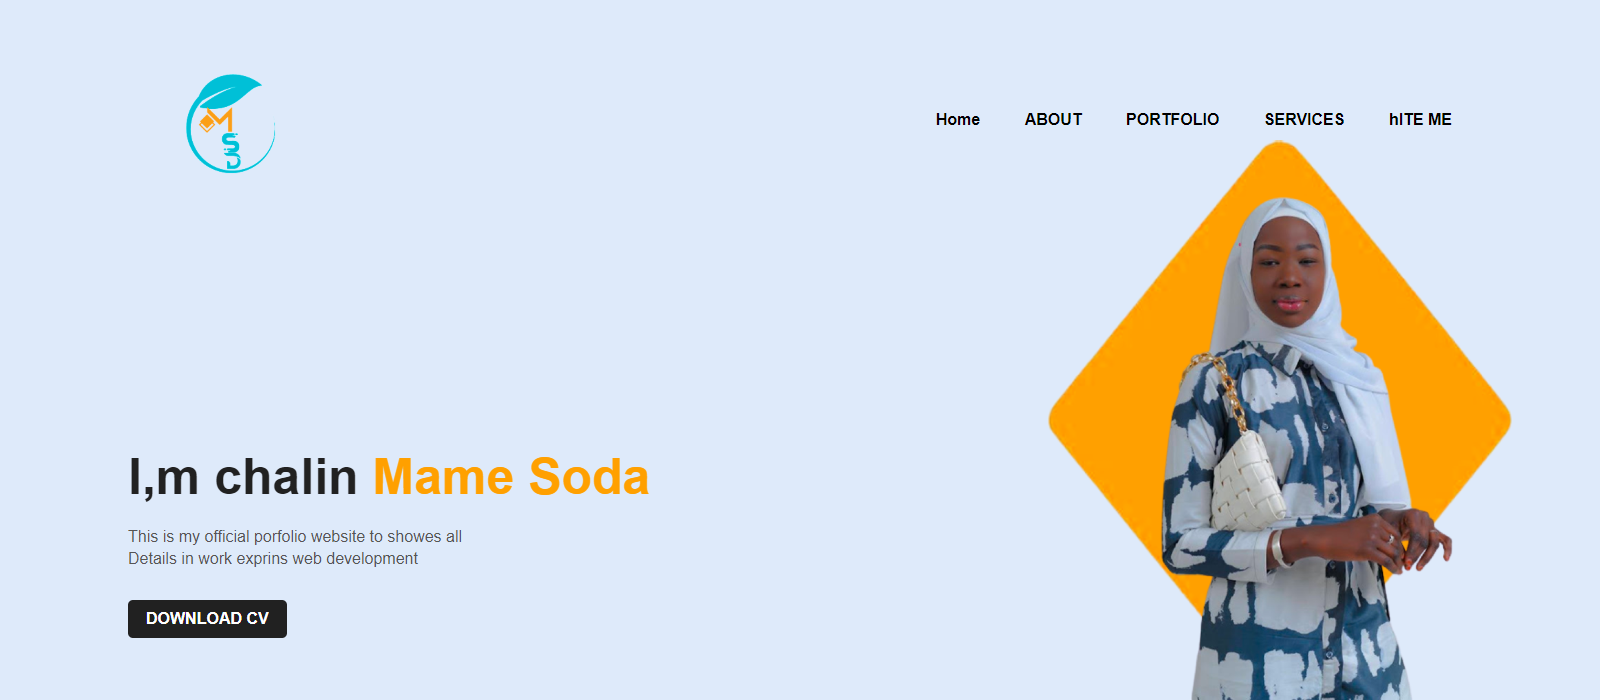 MSD
Home ABOUT PORTFOLIO SERVICES hITE ME
I,m chalin Mame Soda
This is my official porfolio website to showes all
Details in work exprins web development
DOWNLOAD CV